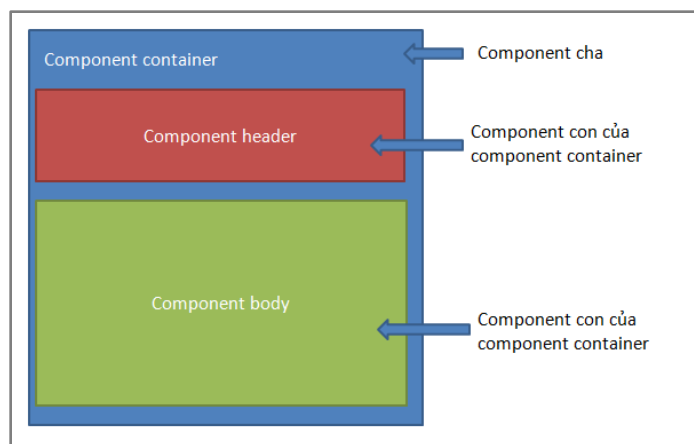 Component container
Component cha
Component header
Component con của
component container
Component body
Component con của
component container